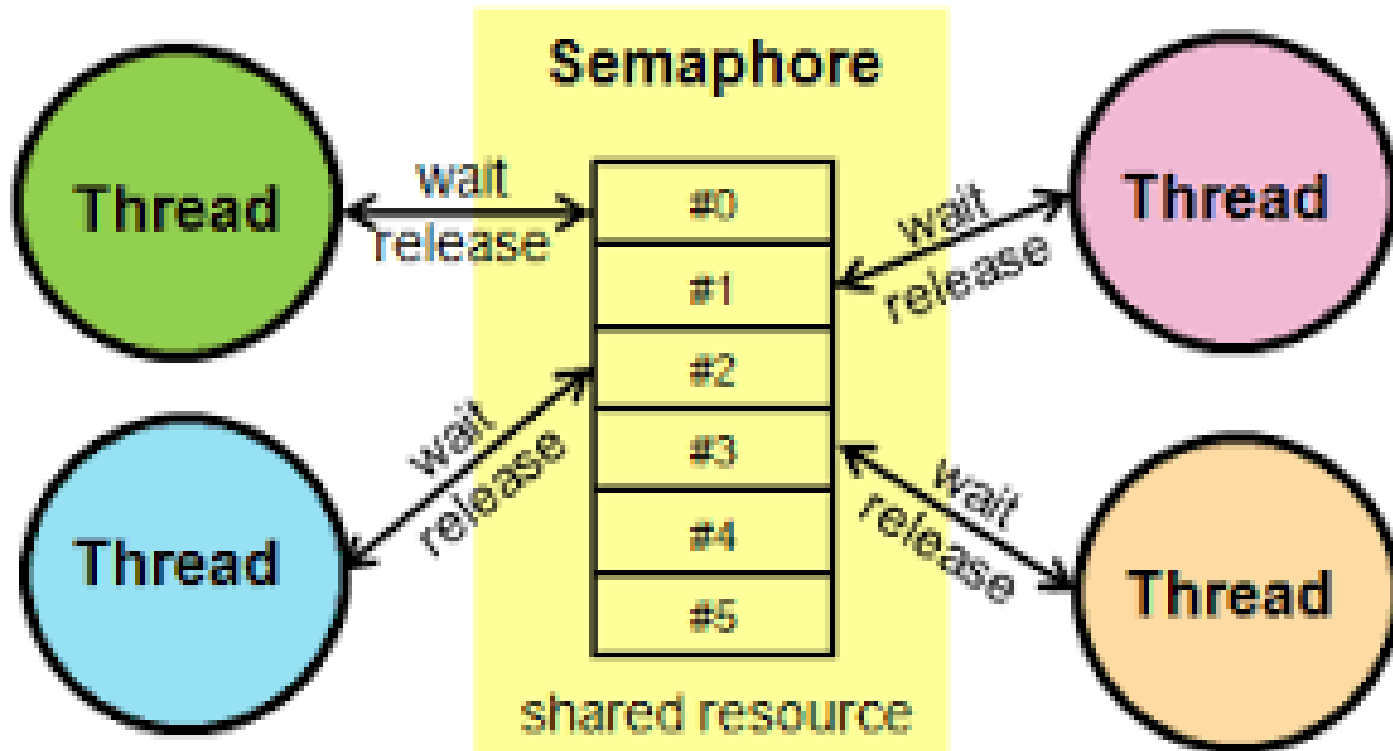 Semaphore
Thread
wait
release
#0
#1
#2
#3
#4
#5
wait
release
Thread
Thread
wait
release
wait
release
Thread
shared resource